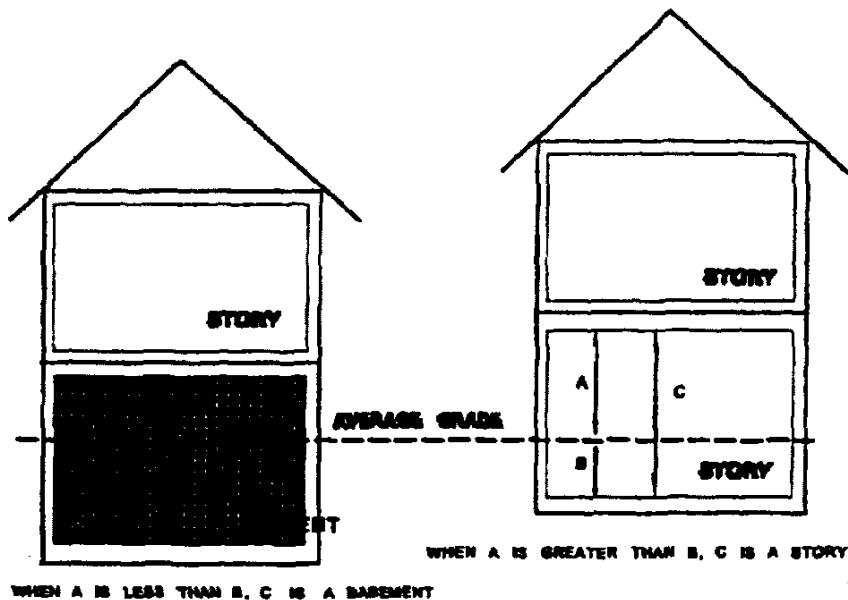 STORY
STORY
A
C
AVERAGE GRADE
B
STORY
WHEN A IS GREATER THAN B, C IS A STORY
WHEN A IS LESS THAN B, C IS A BASEMENT